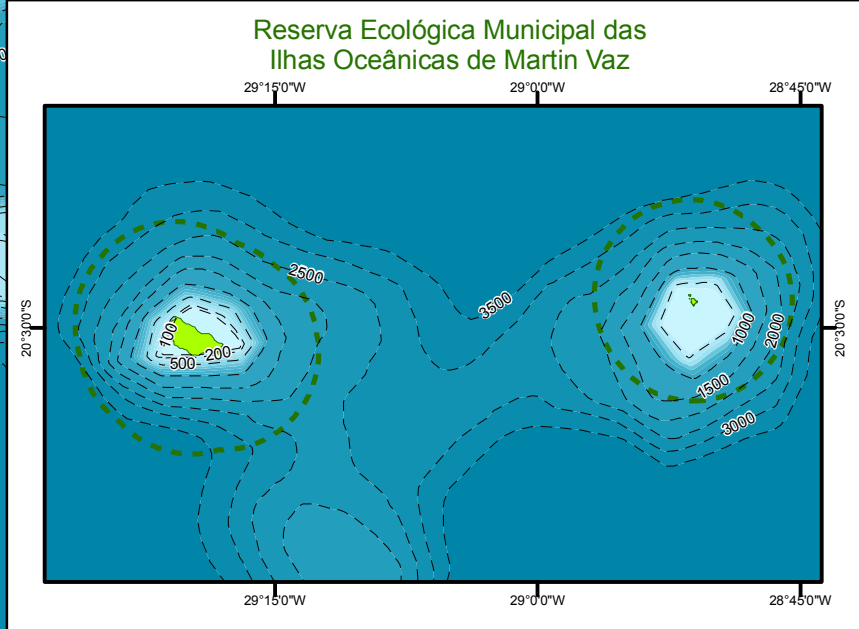 Reserva Ecológica Municipal das
Ilhas Oceânicas de Martin Vaz
29°15'0"W
29°0'0"W
28°45'0"W
20°30'0"S
20°30'0"S
2500
3500
100
200
500
1000
2000
1500
3000
29°15'0"W
29°0'0"W
28°45'0"W